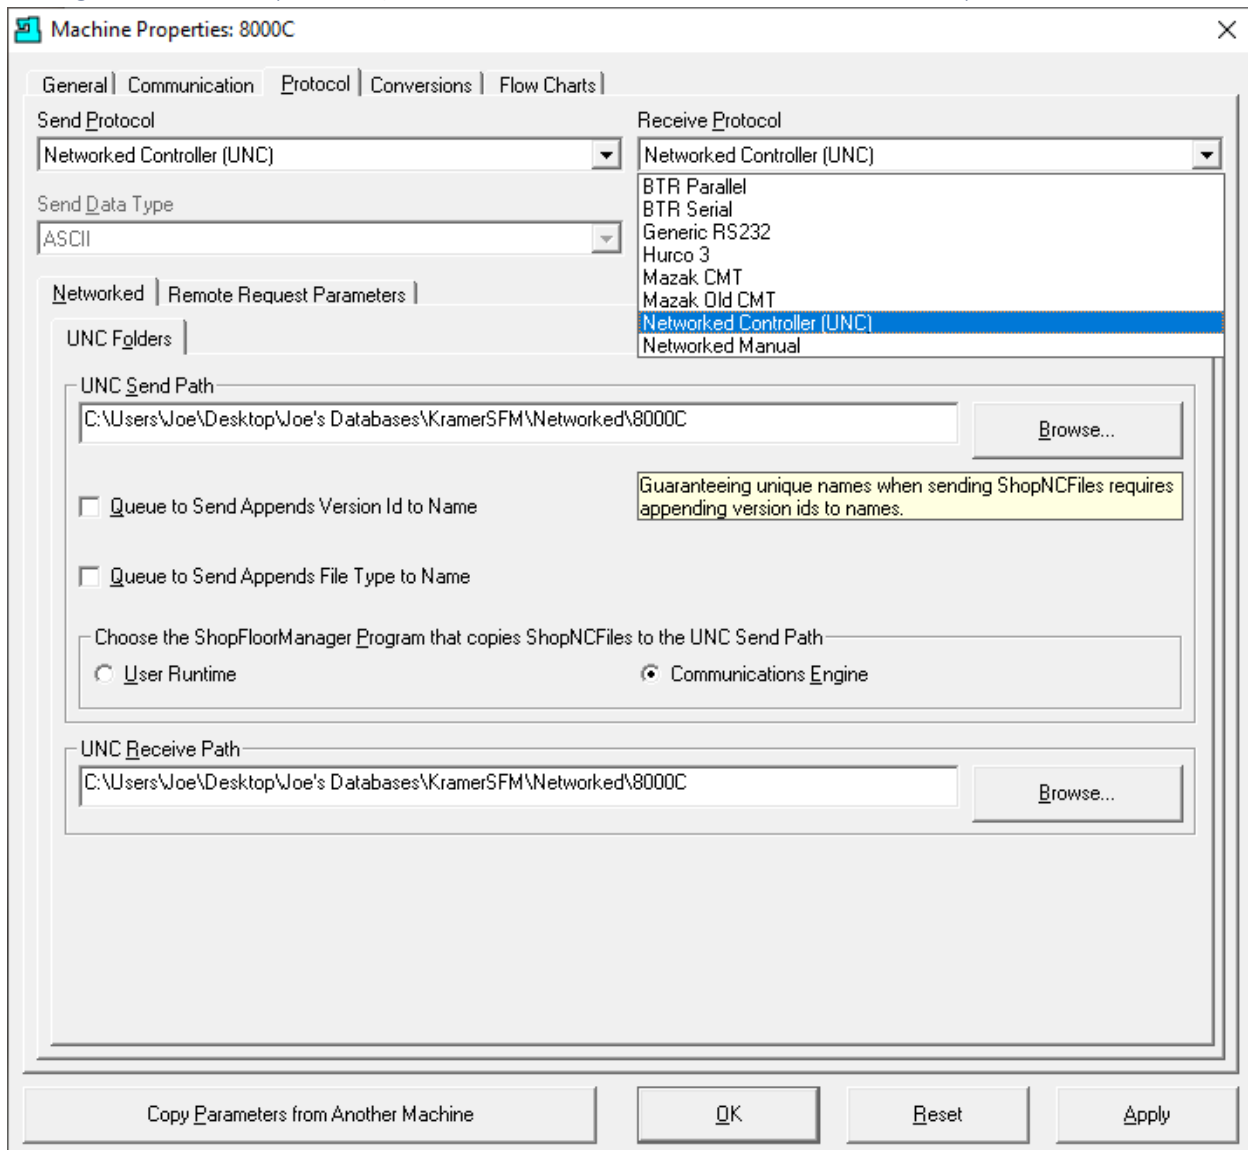 Machine Properties: 8000C
General Communication Protocol Conversions Flow Charts
Send Protocol
Networked Controller (UNC)
Send Data Type
ASCII
Receive Protocol
Networked Controller (UNC)
BTR Parallel
BTR Serial
Generic RS232
Hurco 3
Mazak CMT
Mazak Old CMT
Networked Controller (UNC)
Networked Manual
Networked Remote Request Parameters
UNC Folders
UNC Send Path
C:\Users\Joe\Desktop\Joe's Databases\KramerSFM\Networked\8000C
Browse...
Queue to Send Appends Version Id to Name
Guaranteeing unique names when sending ShopNCFiles requires
appending version ids to names.
Queue to Send Appends File Type to Name
Choose the ShopFloorManager Program that copies ShopNCFiles to the UNC Send Path
User Runtime Communications Engine
UNC Receive Path
C:\Users\Joe\Desktop\Joe's Databases\KramerSFM\Networked\8000C
Browse...
Copy Parameters from Another Machine OK Reset Apply